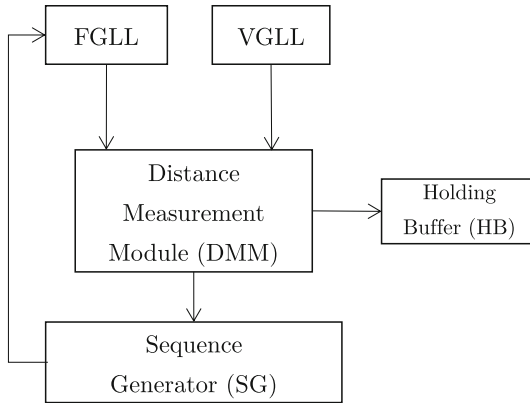 FGLL
VGLL
Distance
Measurement
Module (DMM)
Holding
Buffer (HB)
Sequence
Generator (SG)